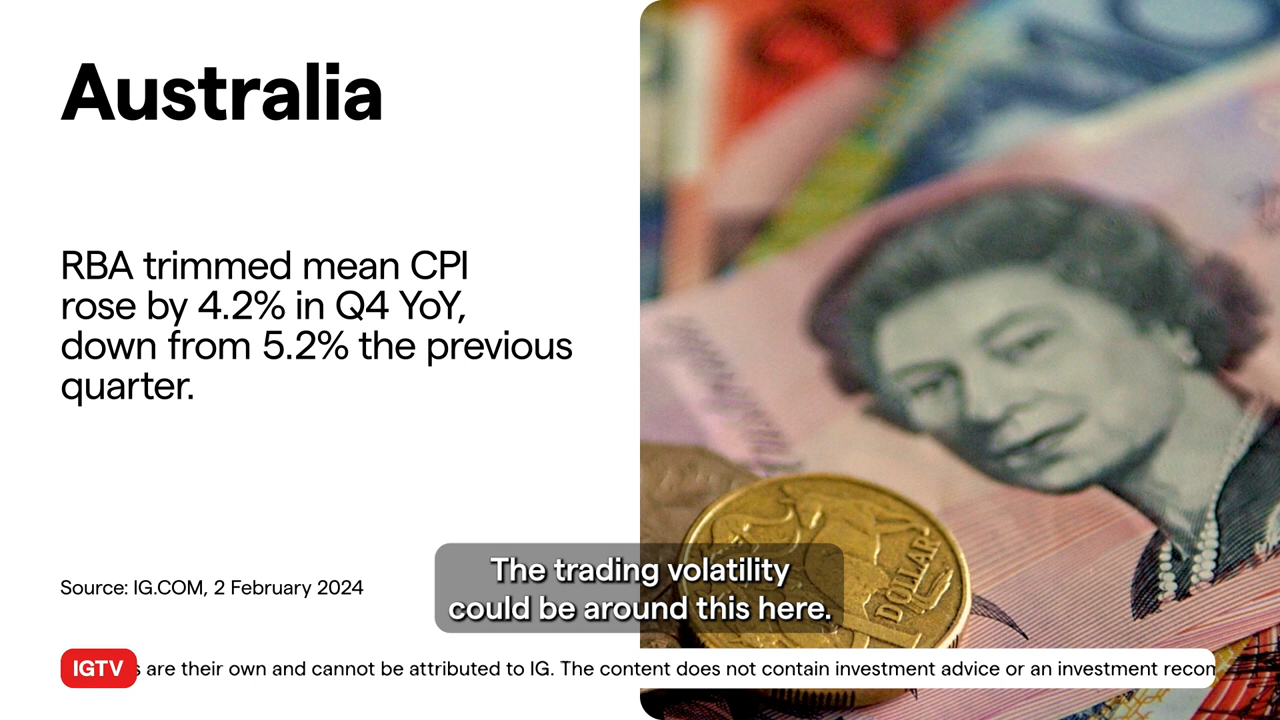 Australia
RBA trimmed mean CPI
rose by 4.2% in Q4 YoY,
down from 5.2% the previous
quarter.
Source: IG.COM, 2 February 2024
DOLLAR
1
The trading volatility
could be around this here.
IGTV s are their own and cannot be attributed to IG. The content does not contain investment advice or an investment recom